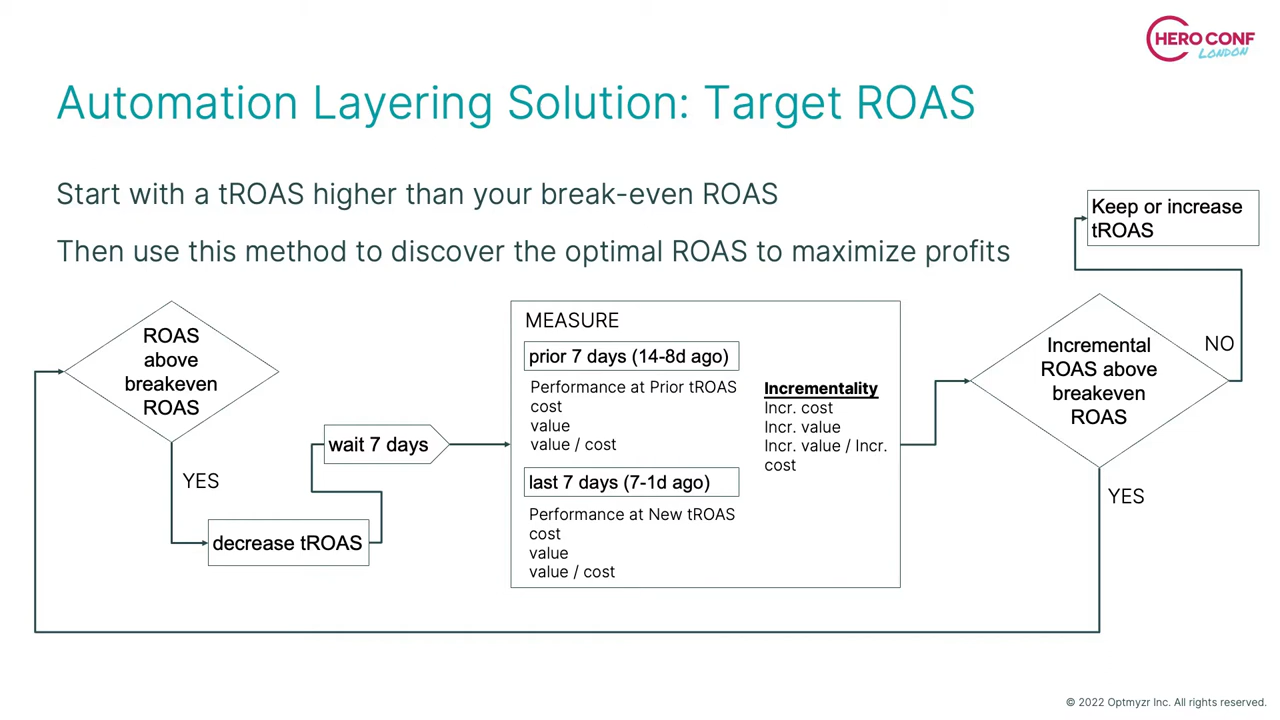 HERO CONF
LONDON
Automation Layering Solution: Target ROAS
Start with a tROAS higher than your break-even ROAS
Then use this method to discover the optimal ROAS to maximize profits
ROAS
above
breakeven
ROAS
YES
decrease tROAS
wait 7 days
MEASURE
prior 7 days (14-8d ago)
Performance at Prior tROAS
cost
value
value / cost
last 7 days (7-1d ago)
Performance at New tROAS
cost
value
value / cost
Incrementality
Incr. cost
Incr. value
Incr. value / Incr.
cost
Incremental
ROAS above
breakeven
ROAS
NO
Keep or increase
tROAS
YES
© 2022 Optmyzr Inc. All rights reserved.